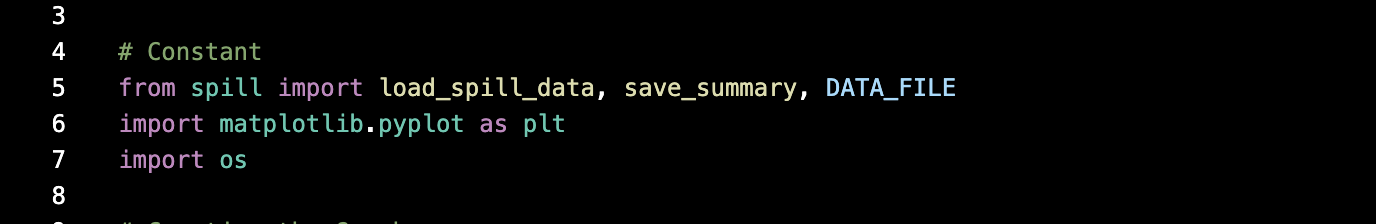 3
4 # Constant
5 from spill import load_spill_data, save_summary, DATA_FILE
6 import matplotlib.pyplot as plt
7 import os
8